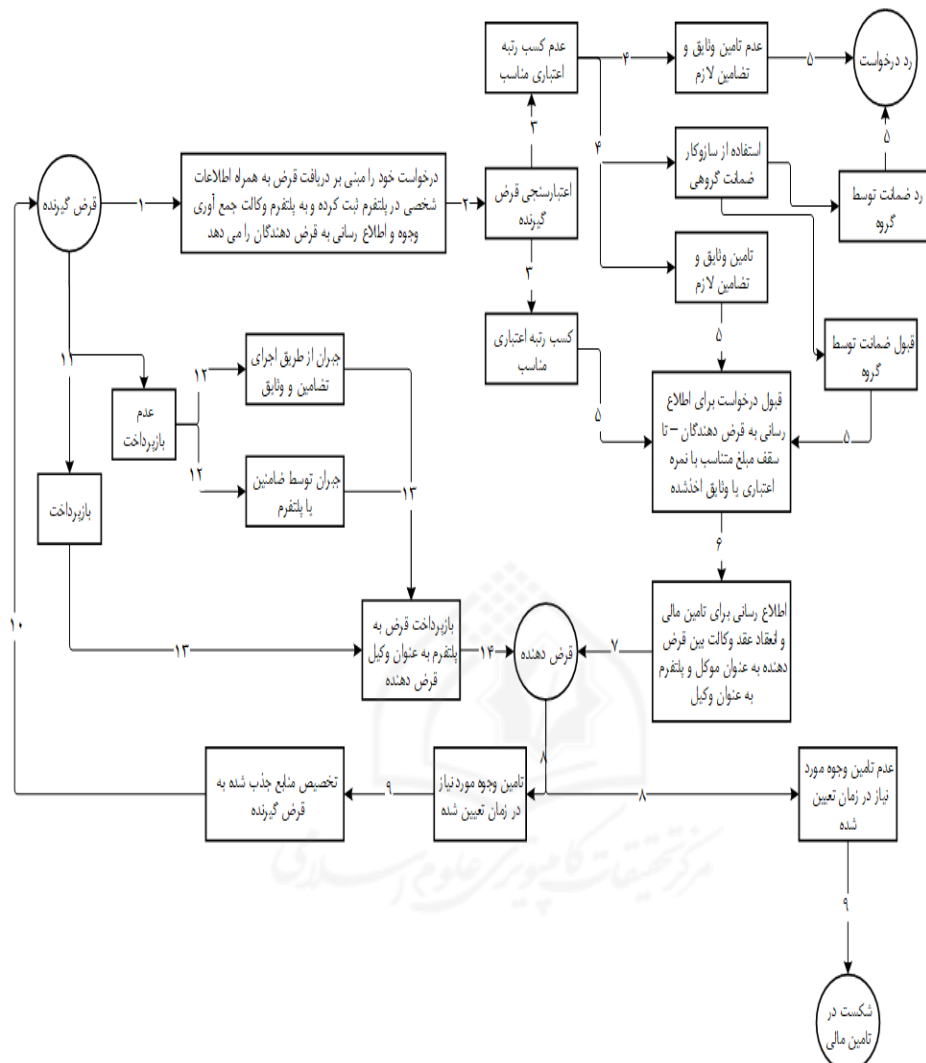 عدم کسب رتبه
اعتباری مناسب
۴
عدم تامین وثایق و
تضامین لازم
۵
رد درخواست
۳
۴
۵
قرض گیرنده
۱
درخواست خود را مبنی بر دریافت قرض به همراه اطلاعات
شخصی در پلتفرم ثبت کرده و به پلتفرم وکالت جمع آوری
وجوه و اطلاع رسانی به قرض دهندگان را می دهد
۲
اعتبارسنجی قرض
گیرنده
استفاده از سازوکار
ضمانت گروهی
رد ضمانت توسط
گروه
۳
تامین وثایق و
تضامین لازم
۵
کسب رتبه اعتباری
مناسب
قبول ضمانت توسط
گروه
۵
۵
قبول درخواست برای اطلاع
رسانی به قرض دهندگان – تا
سقف مبلغ متناسب با نمره
اعتباری یا وثایق اخذشده
۱۱
عدم
بازپرداخت
۱۲
جبران از طریق اجرای
تضامین و وثایق
۱۲
جبران توسط ضامنین
یا پلتفرم
۱۳
بازپرداخت
۶
۱۰
۱۳
بازپرداخت قرض به
پلتفرم به عنوان وکیل
قرض دهنده
۱۴
قرض دهنده
۷
اطلاع رسانی برای تامین مالی
و انعقاد عقد وکالت بین قرض
دهنده به عنوان موکل و پلتفرم
به عنوان وکیل
۸
۸
عدم تامین وجوه مورد
نیاز در زمان تعیین
شده
تامین وجوه مورد نیاز
در زمان تعیین شده
۹
تخصیص منابع جذب شده به
قرض گیرنده
مرکز تحقیقات کامپیوتری علوم اسلامی
۹
شکست در
تامین مالی